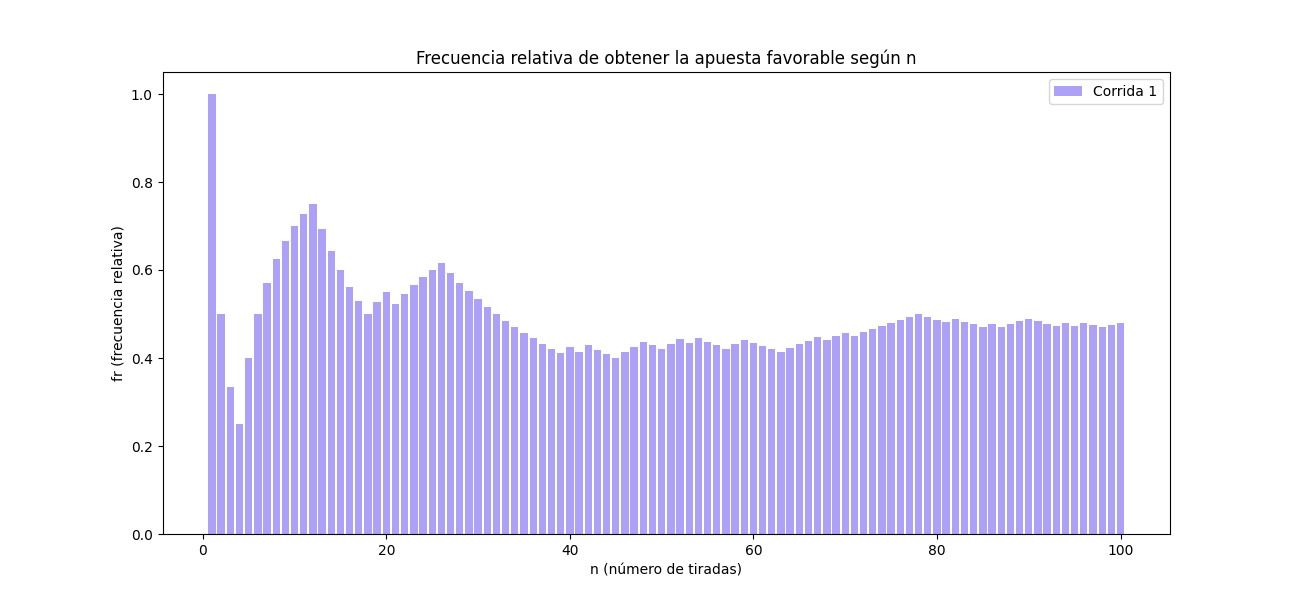 Frecuencia relativa de obtener la apuesta favorable según n
Corrida 1
1.0
0.8
0.6
0.4
0.2
0.0
fr (frecuencia relativa)
0 20 40 60 80 100
n (número de tiradas)